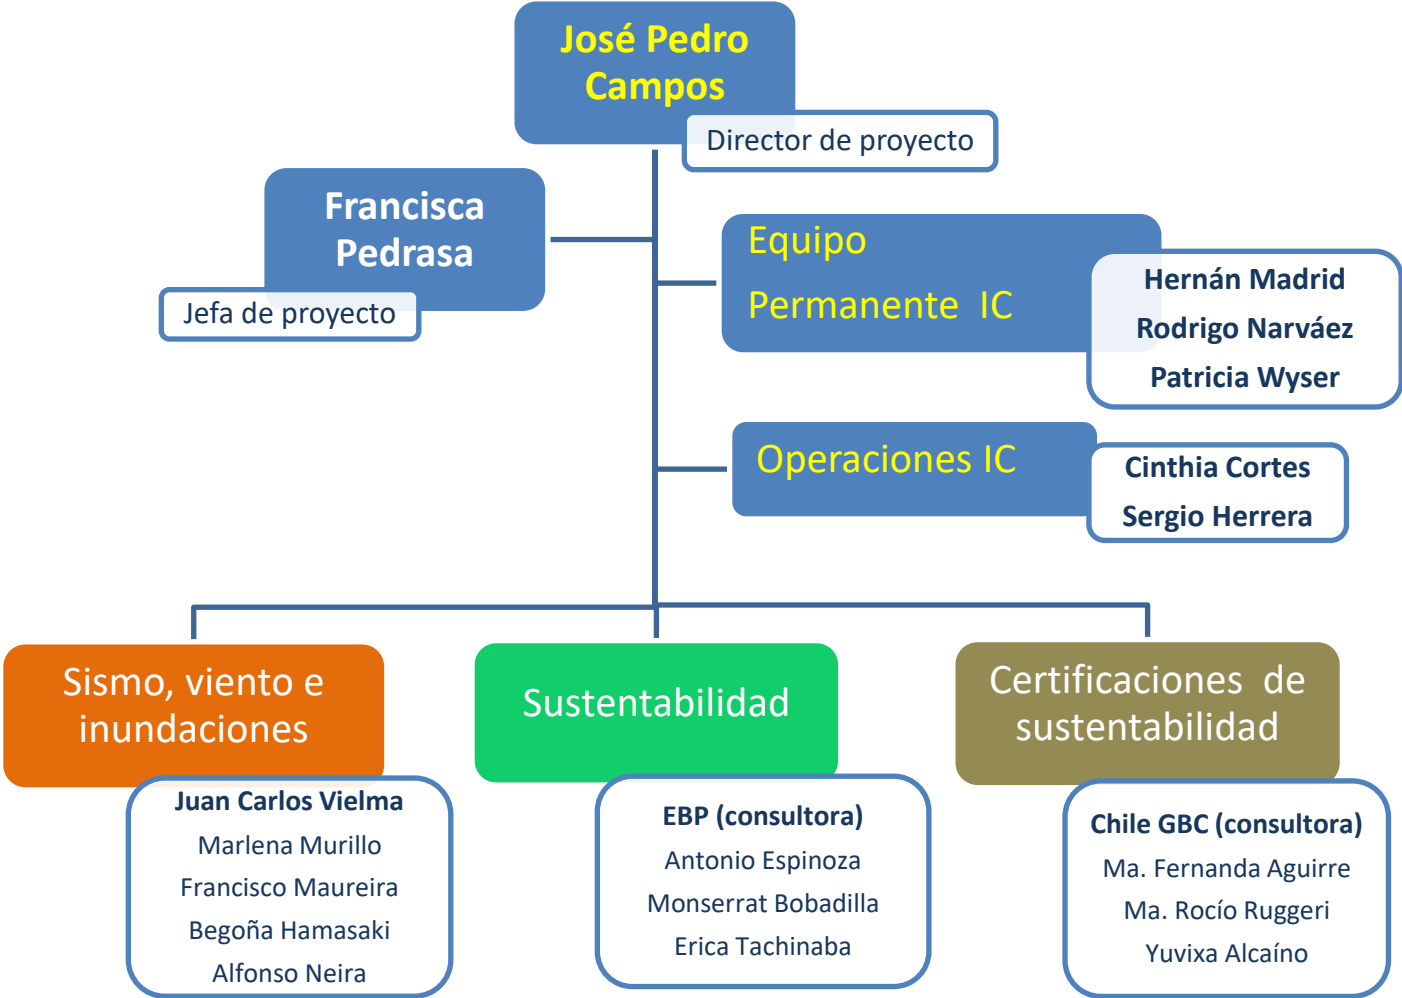 José Pedro
Campos
Director de proyecto
Francisca
Pedrasa
Jefa de proyecto
Equipo
Permanente IC
Hernán Madrid
Rodrigo Narváez
Patricia Wyser
Operaciones IC
Cinthia Cortes
Sergio Herrera
Sismo, viento e
inundaciones
Juan Carlos Vielma
Marlena Murillo
Francisco Maureira
Begoña Hamasaki
Alfonso Neira
Sustentabilidad
EBP (consultora)
Antonio Espinoza
Monserrat Bobadilla
Erica Tachinaba
Certificaciones de
sustentabilidad
Chile GBC (consultora)
Ma. Fernanda Aguirre
Ma. Rocío Ruggeri
Yuvixa Alcaíno